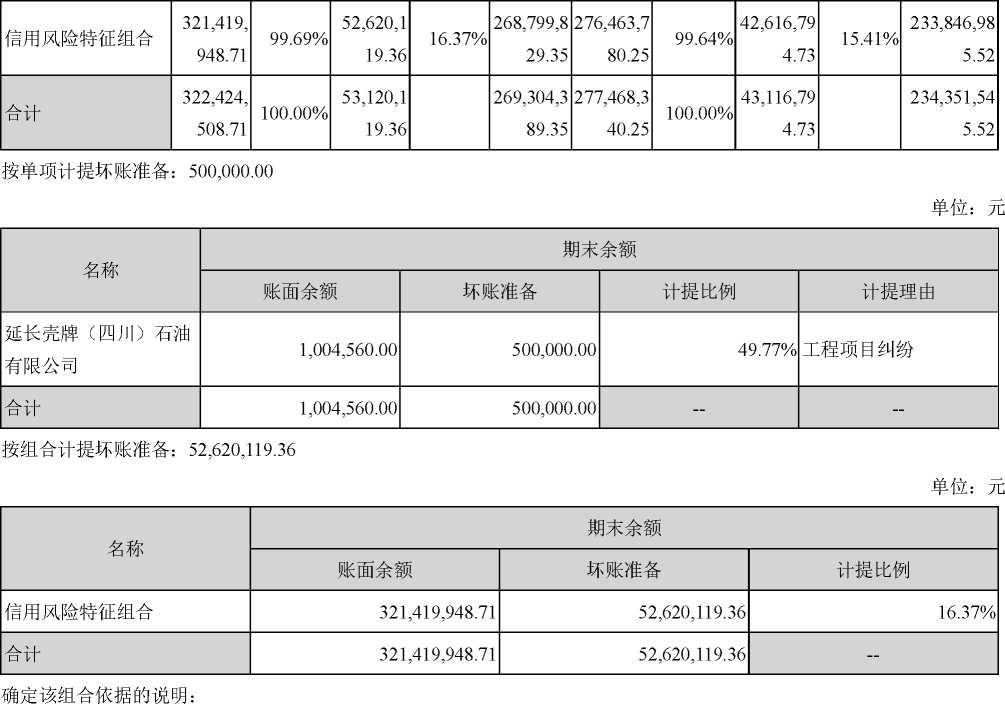 信用风险特征组合 321,419,948.71 99.69% 52,620,119.36 16.37% 268,799,829.35 276,463,780.25 99.64% 42,616,794.73 15.41% 233,846,985.52
合计 322,424,508.71 100.00% 53,120,119.36 269,304,389.35 277,468,340.25 100.00% 43,116,794.73 234,351,545.52
按单项计提坏账准备：500,000.00
单位：元
名称 期末余额
账面余额 坏账准备 计提比例 计提理由
延长壳牌（四川）石油有限公司 1,004,560.00 500,000.00 49.77% 工程项目纠纷
合计 1,004,560.00 500,000.00 -- --
按组合计提坏账准备：52,620,119.36
单位：元
名称 期末余额
账面余额 坏账准备 计提比例
信用风险特征组合 321,419,948.71 52,620,119.36 16.37%
合计 321,419,948.71 52,620,119.36 --
确定该组合依据的说明：